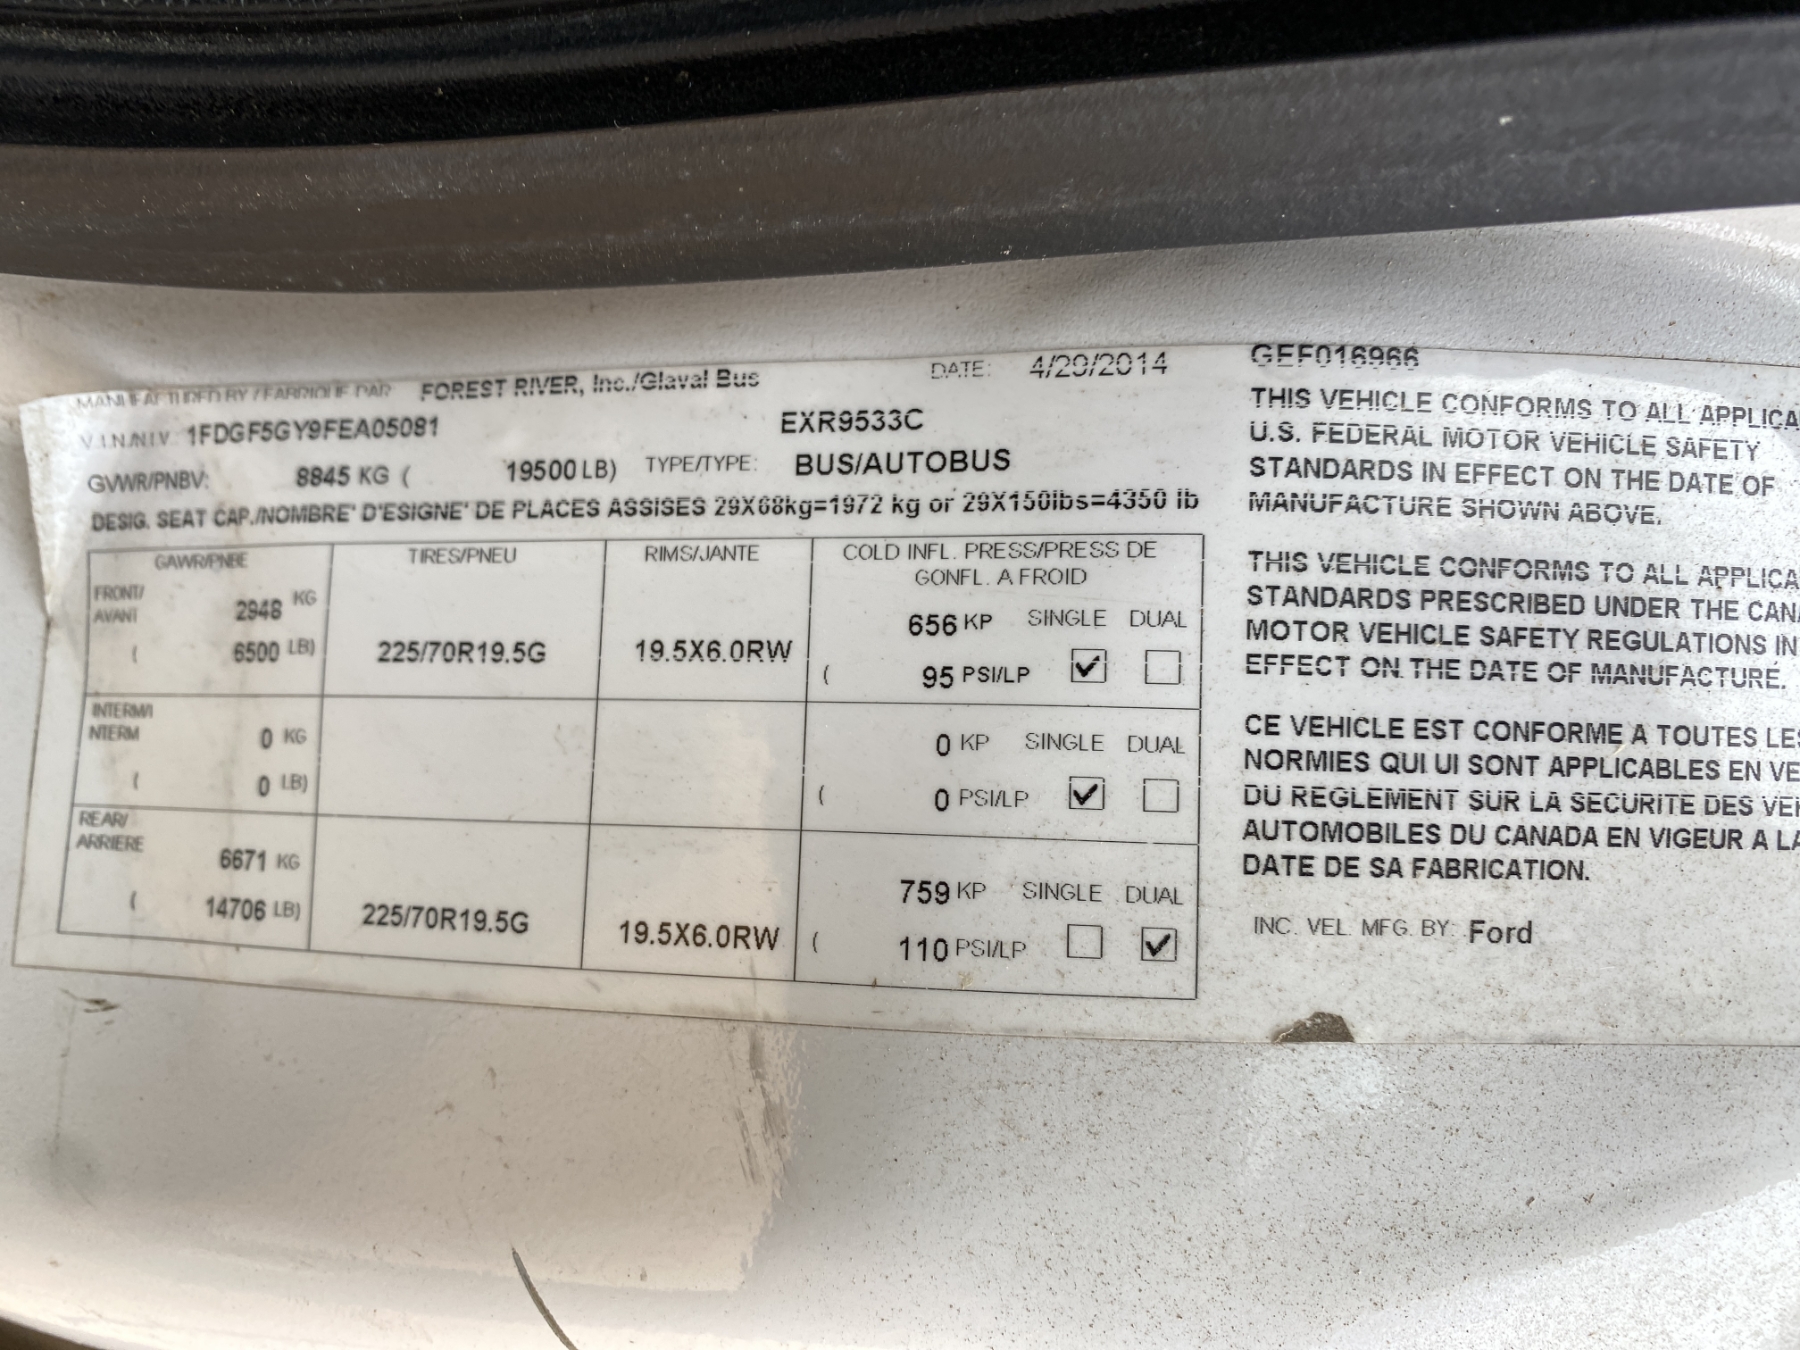 MANUFACTURED BY / FABRIQUE PAR FOREST RIVER, Inc./Glaval Bus DATE: 4/29/2014
V.I.N./N.I.V. 1FDGF5GY9FEA05081 EXR9533C
GVWR/PNBV: 8845 KG ( 19500 LB) TYPE/TYPE: BUS/AUTOBUS
DESIG. SEAT CAP./NOMBRE' D'ESIGNE' DE PLACES ASSISES 29X68kg=1972 kg or 29X150lbs=4350 lb
GAWR/PNBE TIRES/PNEU RIMS/JANTE COLD INFL. PRESS/PRESS DE
GONFL. A FROID
FRONT/
AVANT 2948 KG 656 KP SINGLE DUAL
( 6500 LB) 225/70R19.5G 19.5X6.0RW ( 95 PSI/LP
INTERM/I
NTERM 0 KG 0 KP SINGLE DUAL
( 0 LB) ( 0 PSI/LP
REAR/
ARRIERE 6671 KG 759 KP SINGLE DUAL
( 14706 LB) 225/70R19.5G 19.5X6.0RW ( 110 PSI/LP
GEF016966
THIS VEHICLE CONFORMS TO ALL APPLICA
U.S. FEDERAL MOTOR VEHICLE SAFETY
STANDARDS IN EFFECT ON THE DATE OF
MANUFACTURE SHOWN ABOVE.
THIS VEHICLE CONFORMS TO ALL APPLICA
STANDARDS PRESCRIBED UNDER THE CANA
MOTOR VEHICLE SAFETY REGULATIONS IN
EFFECT ON THE DATE OF MANUFACTURE.
CE VEHICLE EST CONFORME A TOUTES LES
NORMIES QUI UI SONT APPLICABLES EN VE
DU REGLEMENT SUR LA SECURITE DES VEH
AUTOMOBILES DU CANADA EN VIGEUR A LA
DATE DE SA FABRICATION.
INC. VEL. MFG. BY: Ford